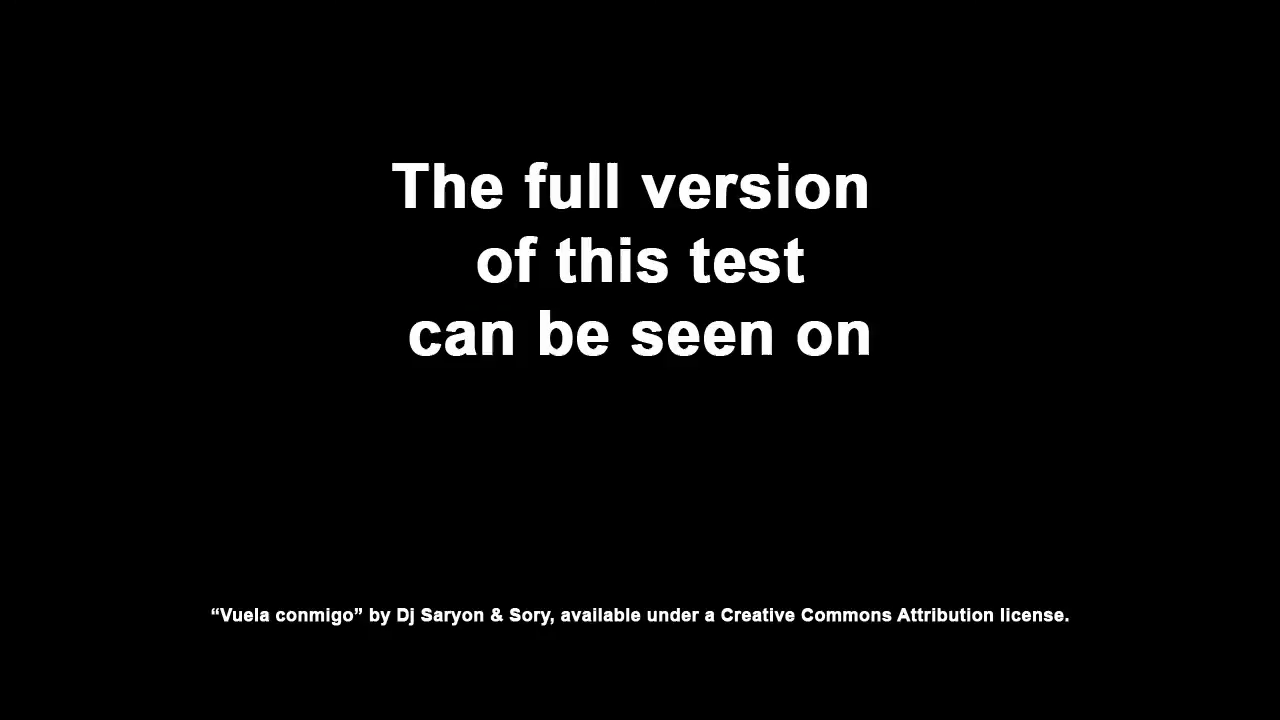 The full version
of this test
can be seen on
“Vuela conmigo” by Dj Saryon & Sory, available under a Creative Commons Attribution license.